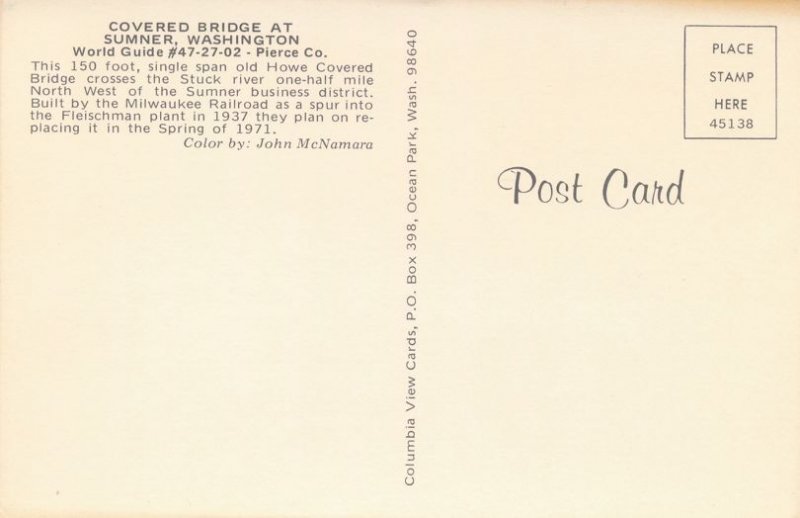 COVERED BRIDGE AT
SUMNER, WASHINGTON
World Guide #47-27-02 - Pierce Co.
This 150 foot, single span old Howe Covered
Bridge crosses the Stuck river one-half mile
North West of the Sumner business district.
Built by the Milwaukee Railroad as a spur into
the Fleischman plant in 1937 they plan on re-
placing it in the Spring of 1971.
Color by: John McNamara
Columbia View Cards, P.O. Box 398, Ocean Park, Wash. 98640
PLACE
STAMP
HERE
45138
Post Card